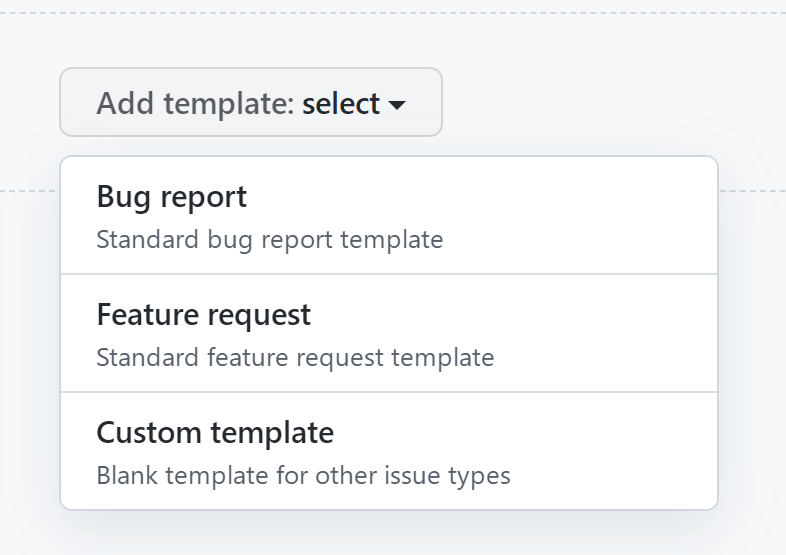 Add template: select
Bug report
Standard bug report template
Feature request
Standard feature request template
Custom template
Blank template for other issue types